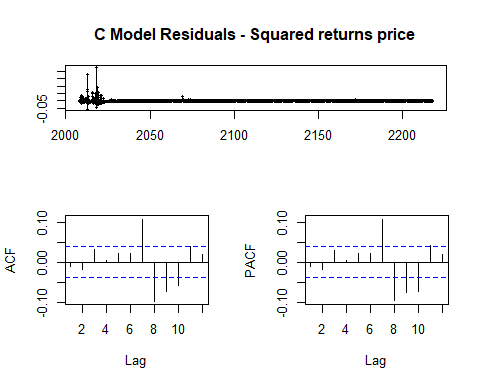 C Model Residuals - Squared returns price
-0.05
2000 2050 2100 2150 2200
ACF
-0.10 0.00 0.10
2 4 6 8 10
Lag
PACF
-0.10 0.00 0.10
2 4 6 8 10
Lag